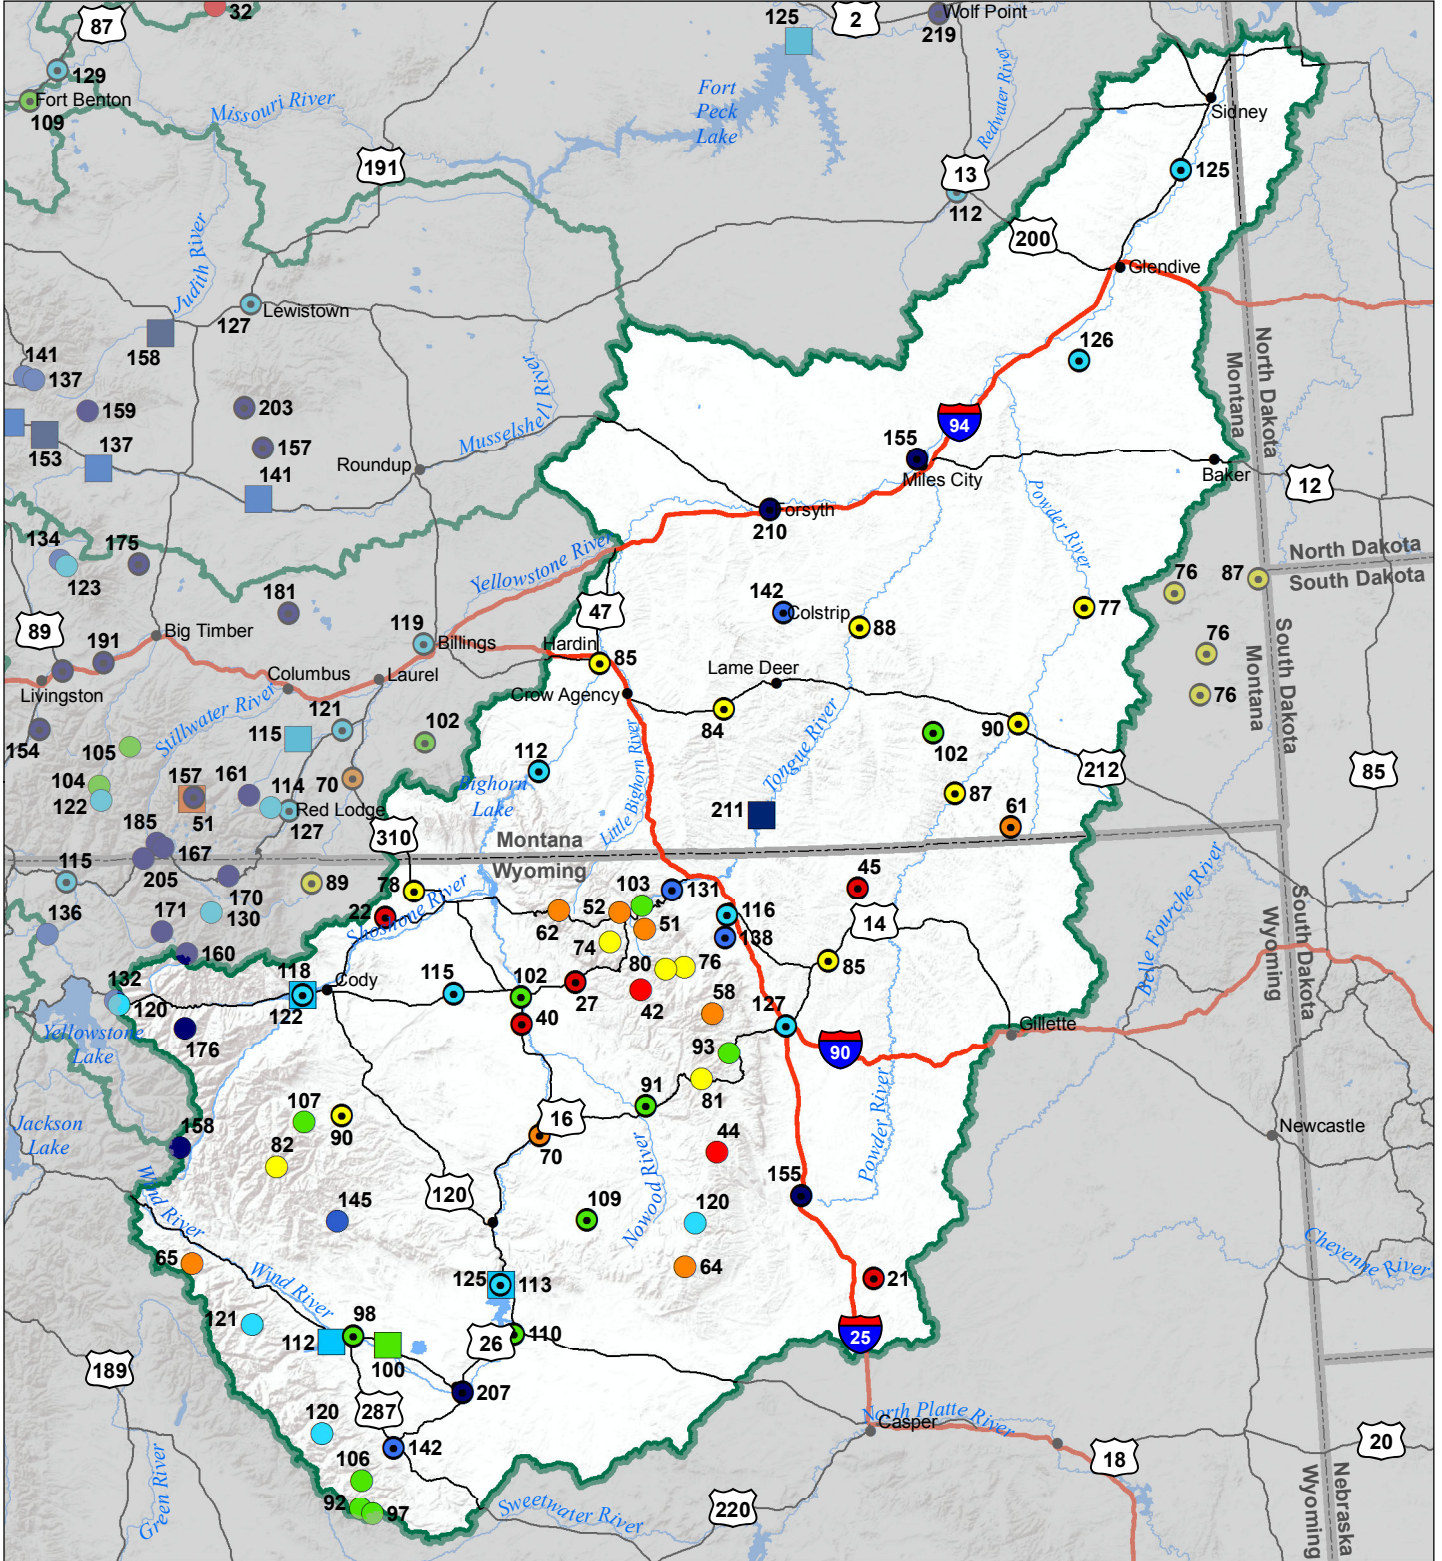 32
87
125
2
Wolf Point
219
129
Fort Benton
109
Missouri River
Fort
Peck
Lake
Redwater River
Sidney
191
13
112
125
Judith River
200
Glendive
127
Lewistown
158
141
137
126
North Dakota
Montana
159
203
Musselshell River
94
153
137
157
141
Roundup
155
Miles City
Baker
12
Powder River
Forsyth
210
134
123
175
Yellowstone River
North Dakota
South Dakota
76
87
181
142
Colstrip
88
77
89
47
191
Big Timber
119
Billings
Hardin
85
76
South Dakota
Montana
Livingston
Columbus
Laurel
Lame Deer
Crow Agency
76
154
Stillwater River
121
115
102
84
Tongue River
102
90
105
112
Bighorn
Lake
Little Bighorn River
212
85
104
122
157
51
161
114
70
Red Lodge
127
211
87
61
185
167
205
310
Montana
Wyoming
115
170
130
89
78
22
Shoshone River
62
52
103
131
51
45
14
116
138
South Dakota
Wyoming
Belle Fourche River
136
171
160
74
80
76
85
132
120
118
122
Cody
115
102
27
42
58
127
Yellowstone
Lake
176
40
93
90
Gillette
Jackson
Lake
158
107
90
82
91
16
70
81
44
Powder River
Newcastle
Wind River
145
120
109
Nowood River
120
155
65
Wind River
125
113
64
21
Cheyenne River
121
112
98
100
26
110
25
189
207
287
142
120
North Platte River
Casper
106
92
97
Green River
Sweetwater River
220
18
20
Nebraska
Wyoming